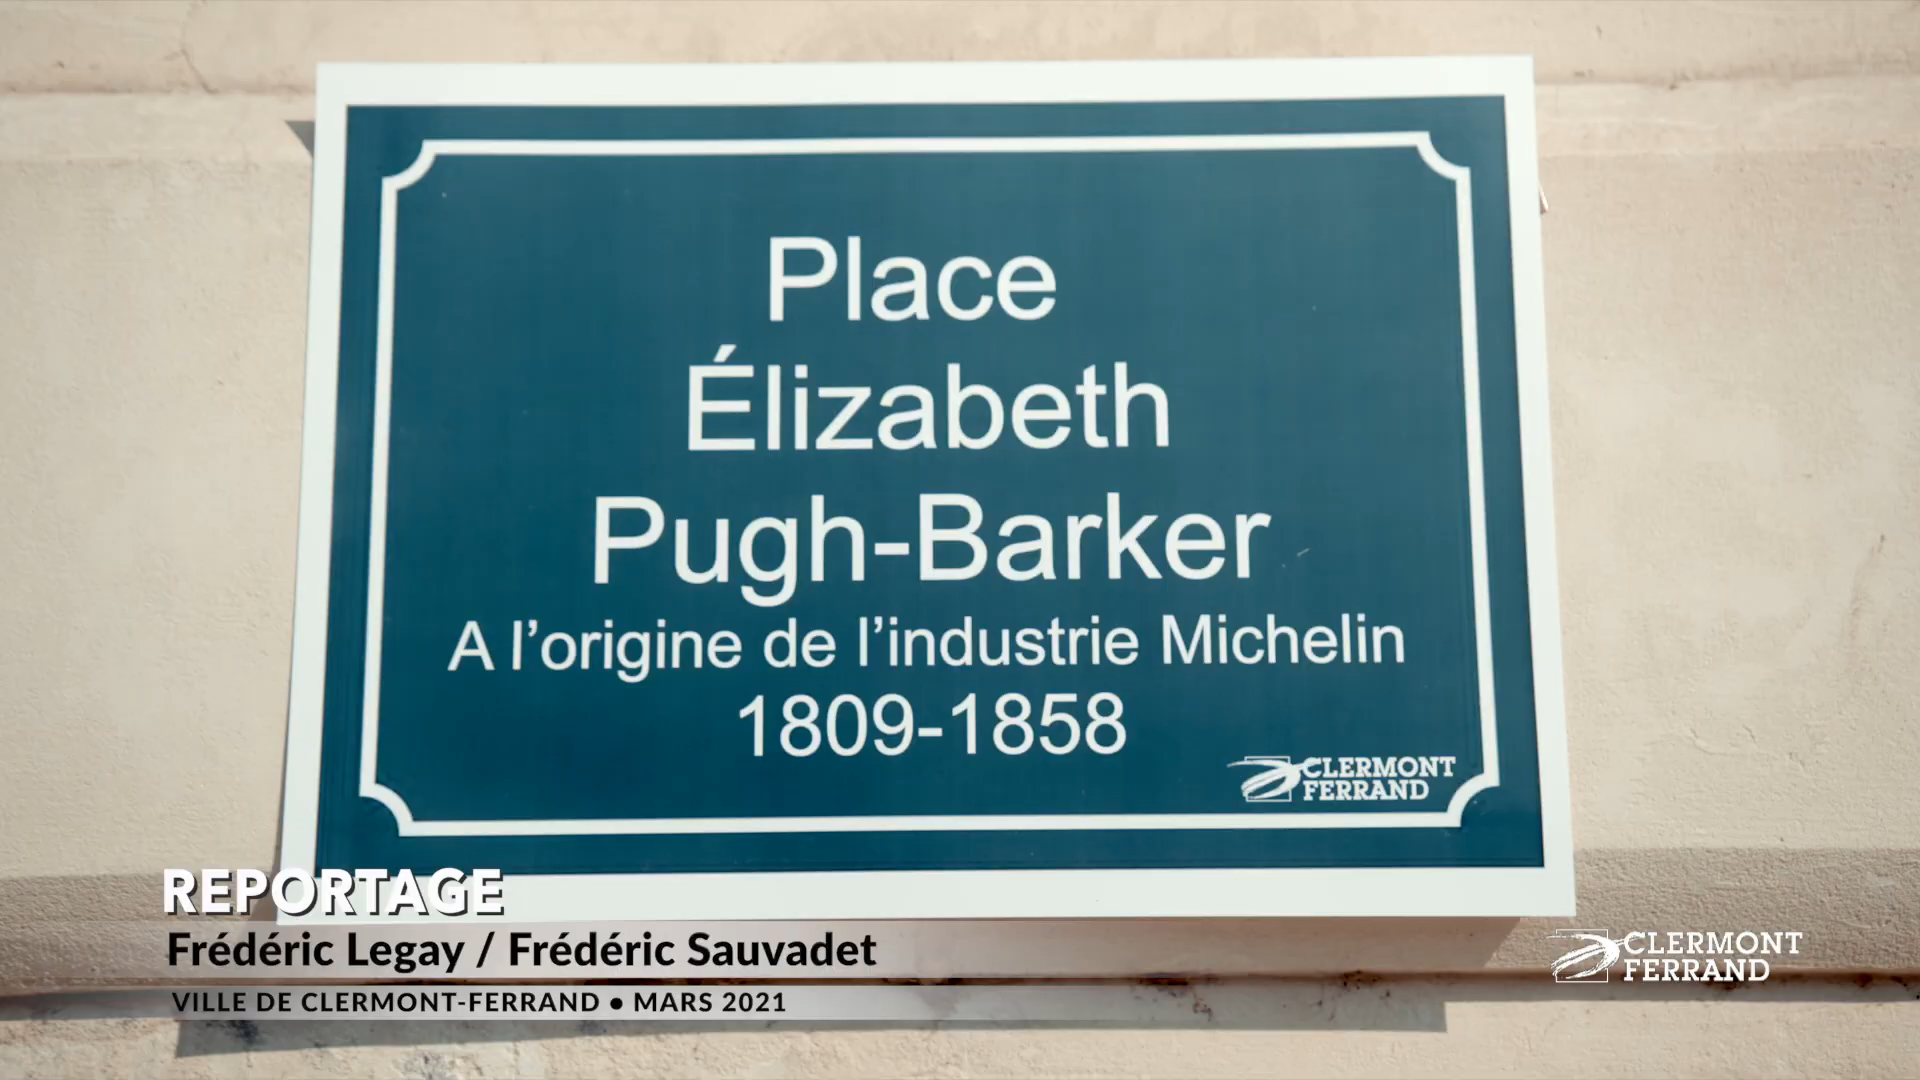 Place
Élizabeth
Pugh-Barker
A l’origine de l’industrie Michelin
1809-1858
CLERMONT
FERRAND
REPORTAGE
Frédéric Legay / Frédéric Sauvadet
VILLE DE CLERMONT-FERRAND • MARS 2021
CLERMONT
FERRAND